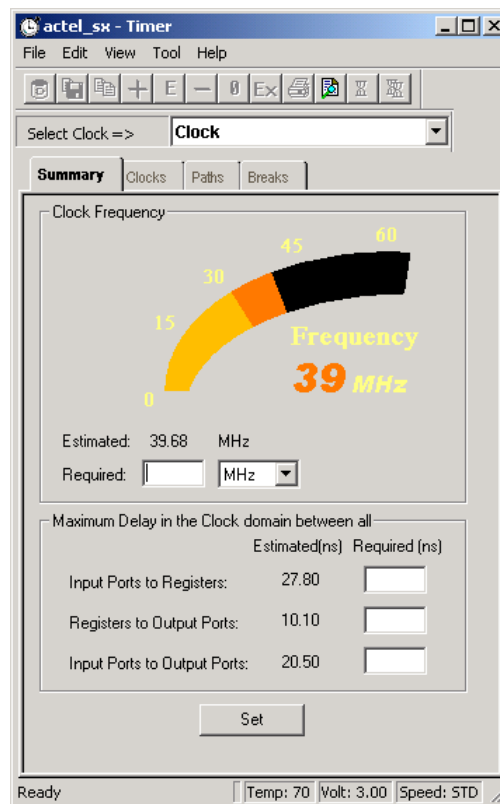 actel_sx - Timer
File Edit View Tool Help
E Ex
Select Clock => Clock
Summary Clocks Paths Breaks
Clock Frequency
0 15 30 45 60
Frequency
39 MHz
Estimated: 39.68 MHz
Required: MHz
Maximum Delay in the Clock domain between all
Estimated(ns) Required (ns)
Input Ports to Registers: 27.80
Registers to Output Ports: 10.10
Input Ports to Output Ports: 20.50
Set
Ready Temp: 70 Volt: 3.00 Speed: STD